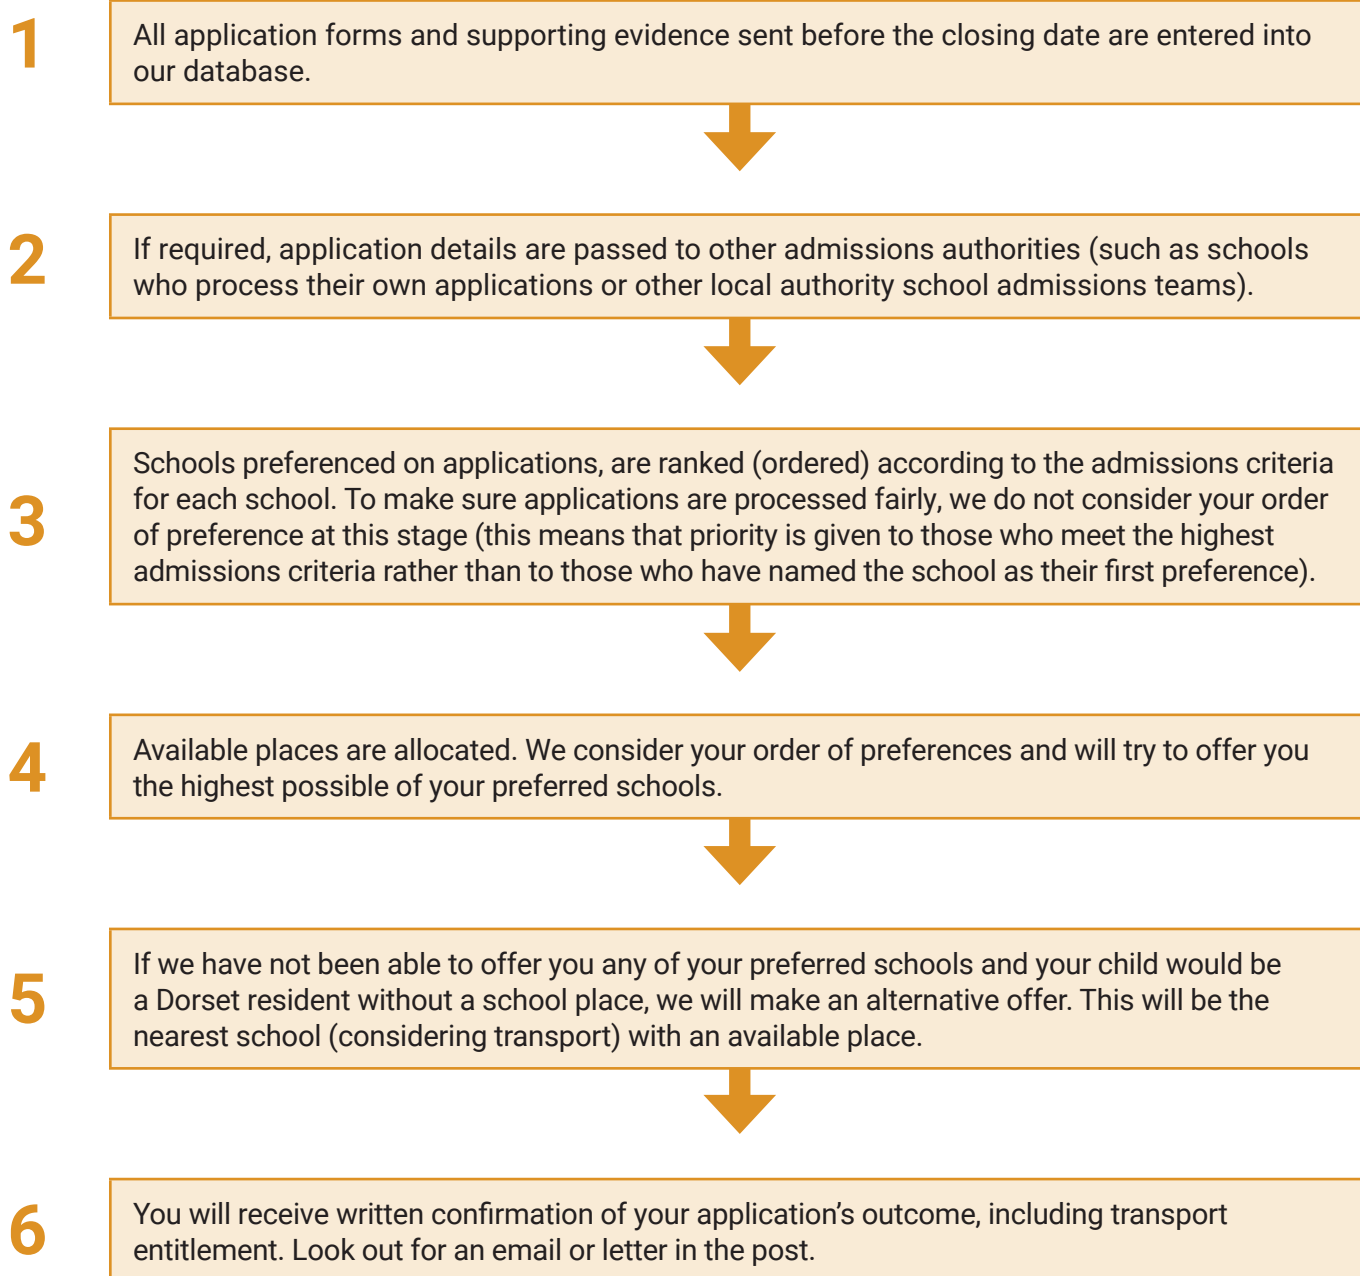 1
All application forms and supporting evidence sent before the closing date are entered into
our database.
2
If required, application details are passed to other admissions authorities (such as schools
who process their own applications or other local authority school admissions teams).
3
Schools preferenced on applications, are ranked (ordered) according to the admissions criteria
for each school. To make sure applications are processed fairly, we do not consider your order
of preference at this stage (this means that priority is given to those who meet the highest
admissions criteria rather than to those who have named the school as their first preference).
4
Available places are allocated. We consider your order of preferences and will try to offer you
the highest possible of your preferred schools.
5
If we have not been able to offer you any of your preferred schools and your child would be
a Dorset resident without a school place, we will make an alternative offer. This will be the
nearest school (considering transport) with an available place.
6
You will receive written confirmation of your application’s outcome, including transport
entitlement. Look out for an email or letter in the post.